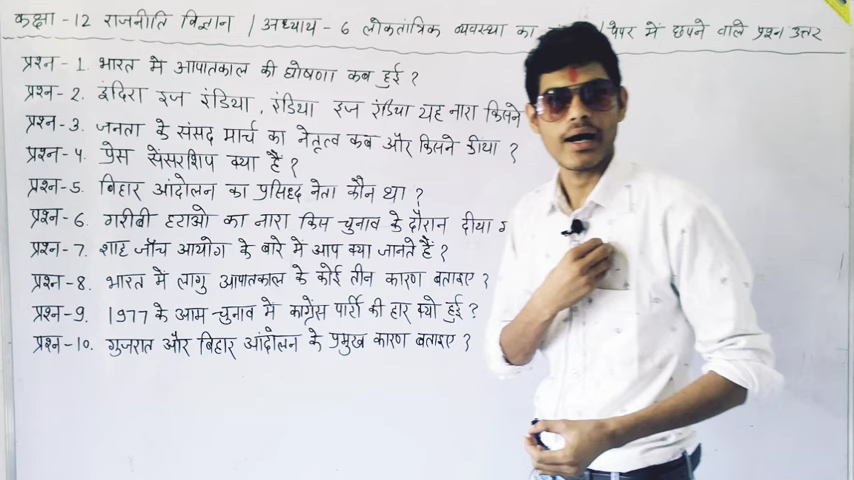 कक्षा - 12 राजनीति विज्ञान / अध्याय - 6 लोकतांत्रिक व्यवस्था का / पेपर में छपने वाले प्रश्न उत्तर
प्रश्न - 1. भारत में आपातकाल की घोषणा कब हुई ?
प्रश्न - 2. इंदिरा इज इंडिया , इंडिया इज इंदिरा यह नारा किसने
प्रश्न - 3. जनता के संसद मार्च का नेतृत्व कब और किसने कीया ?
प्रश्न - 4. प्रेस सेंसरशिप क्या है ?
प्रश्न - 5. बिहार आंदोलन का प्रसिध्द नेता कौन था ?
प्रश्न - 6. गरीबी हटाओ का नारा किस चुनाव के दौरान दीया
प्रश्न - 7. शाह जाँच आयोग के बारे में आप क्या जानते हैं ?
प्रश्न - 8. भारत में लागु आपातकाल के कोई तीन कारण बताइए ?
प्रश्न - 9. 1977 के आम चुनाव में कांग्रेस पार्टी की हार क्यो हुई ?
प्रश्न - 10. गुजरात और बिहार आंदोलन के प्रमुख कारण बताइए ?